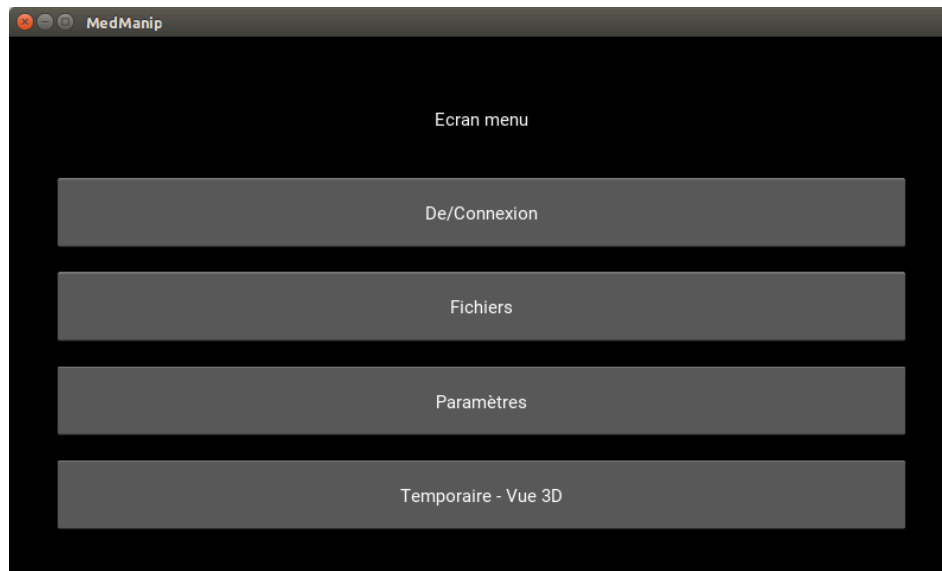 MedManip
Ecran menu
De/Connexion
Fichiers
Paramètres
Temporaire - Vue 3D